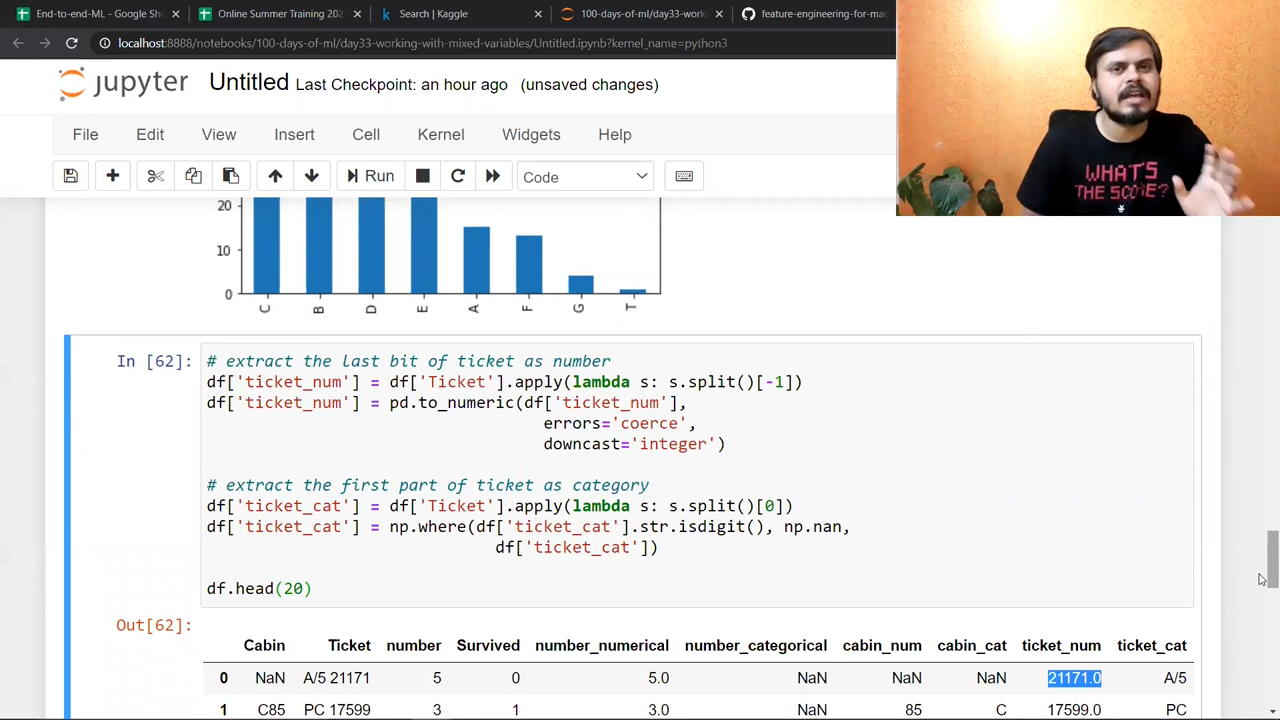 End-to-end-ML - Google She
Online Summer Training 202
Search | Kaggle
100-days-of-ml/day33-workin
feature-engineering-for-mac
localhost:8888/notebooks/100-days-of-ml/day33-working-with-mixed-variables/Untitled.ipynb?kernel_name=python3
jupyter Untitled Last Checkpoint: an hour ago (unsaved changes)
WHAT'S
THE SCORE?
File Edit View Insert Cell Kernel Widgets Help
Run Code
20
10
0
C B D E A F G T
In [62]:
# extract the last bit of ticket as number
df['ticket_num'] = df['Ticket'].apply(lambda s: s.split()[-1])
df['ticket_num'] = pd.to_numeric(df['ticket_num'],
errors='coerce',
downcast='integer')
# extract the first part of ticket as category
df['ticket_cat'] = df['Ticket'].apply(lambda s: s.split()[0])
df['ticket_cat'] = np.where(df['ticket_cat'].str.isdigit(), np.nan,
df['ticket_cat'])
df.head(20)
Out[62]:
Cabin Ticket number Survived number_numerical number_categorical cabin_num cabin_cat ticket_num ticket_cat
0 NaN A/5 21171 5 0 5.0 NaN NaN NaN 21171.0 A/5
1 C85 PC 17599 3 1 3.0 NaN 85 C 17599.0 PC